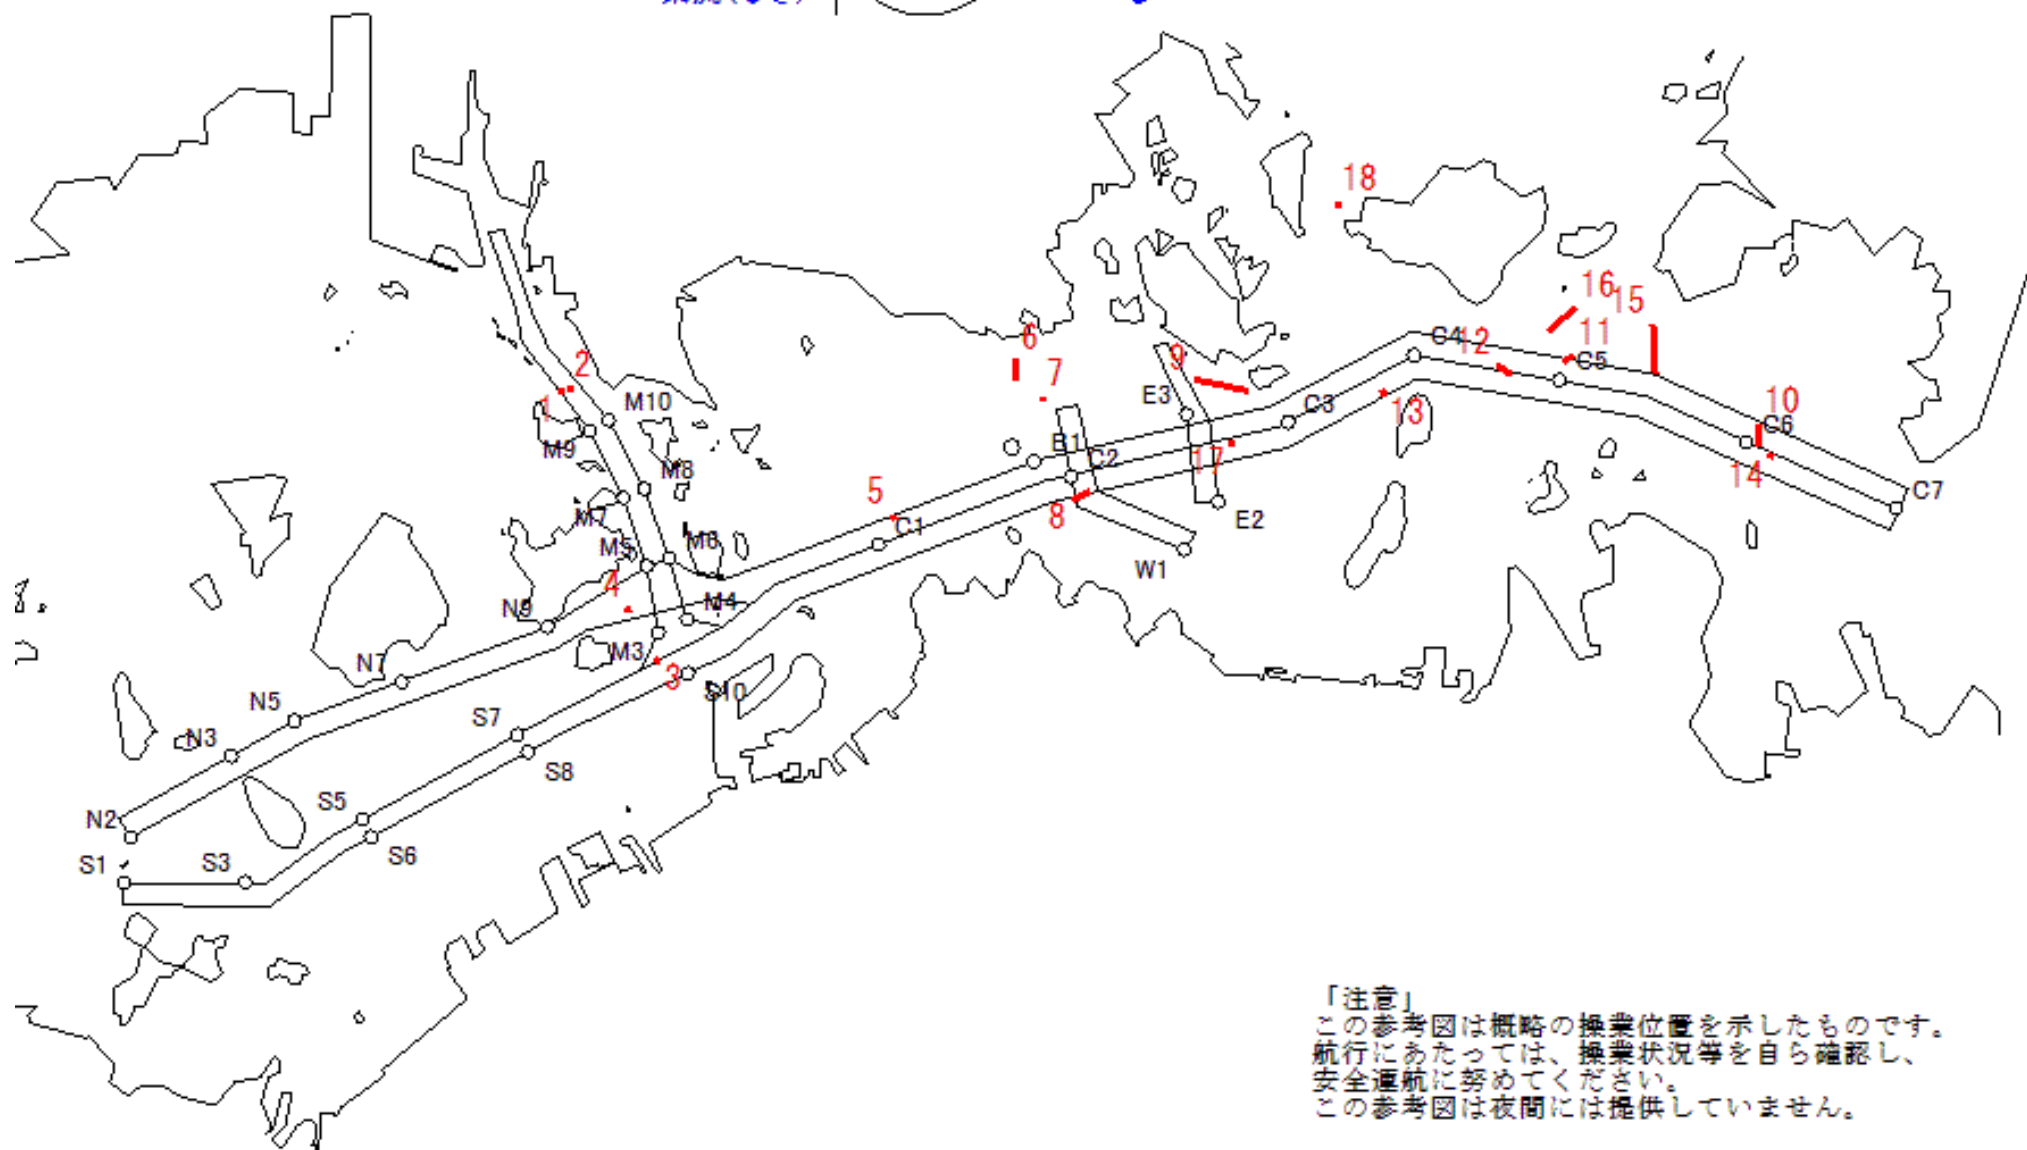 18
16
15
C4
12
11
C5
6
7
9
2
1
M10
M9
E3
C3
13
10
C6
B1
C2
17
14
M8
M7
5
C1
8
E2
C7
M5
M6
W1
4
N9
M4
M3
3
N7
S10
N5
S7
N3
S8
N2
S5
S1
S3
S6
「注意」
この参考図は概略の操業位置を示したものです。
航行にあたっては、操業状況等を自ら確認し、
安全運航に努めてください。
この参考図は夜間には提供していません。